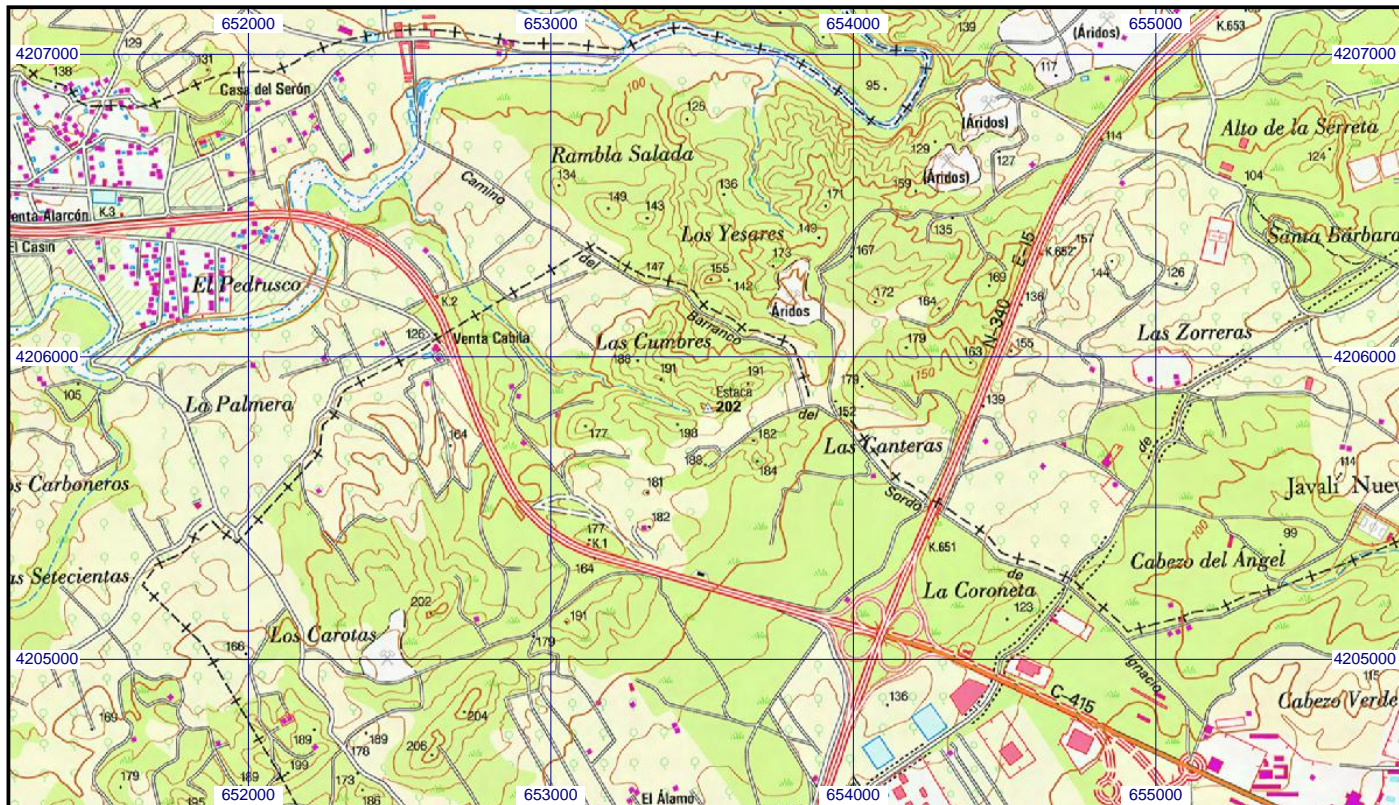 652000 653000 654000 655000
K.653
129 139 (Áridos)
4207000 4207000
138 131 117
Casa del Serón 100 95
125 (Áridos)
114 Alto de la Serreta
129
Rambla Salada 127 124
134 136 (Áridos) 104
Camino 171 159
149 143
Venta Alarcón K.3 135
El Casin Los Yesares 149 E-15 Santa Bárbara
del 147 173 167 K.652 157
155 169 144 126
El Pedrusco 142
K.2 172 164 136
Áridos N-340
126 Venta Cabila Barranco Las Zorreras
Las Cumbres 179 155
163
4206000 4206000
188 191 191 150
105 Estaca 179
La Palmera 202 139
del 152
164 177 198 182 de
188 184 Las Canteras
114
Los Carboneros 181 Javalí Nuevo
Sordo
182 100 99
177 K.1 K.651
164 Cabezo del Ángel
Las Setecientas de
202 La Coroneta
191 123
Los Carotas 179
166
4205000 4205000
Ignacio 115
136 C-415 Cabezo Verde
204
169 189 189
206
178
179 189 199 173
195 186 El Álamo
652000 653000 654000 655000